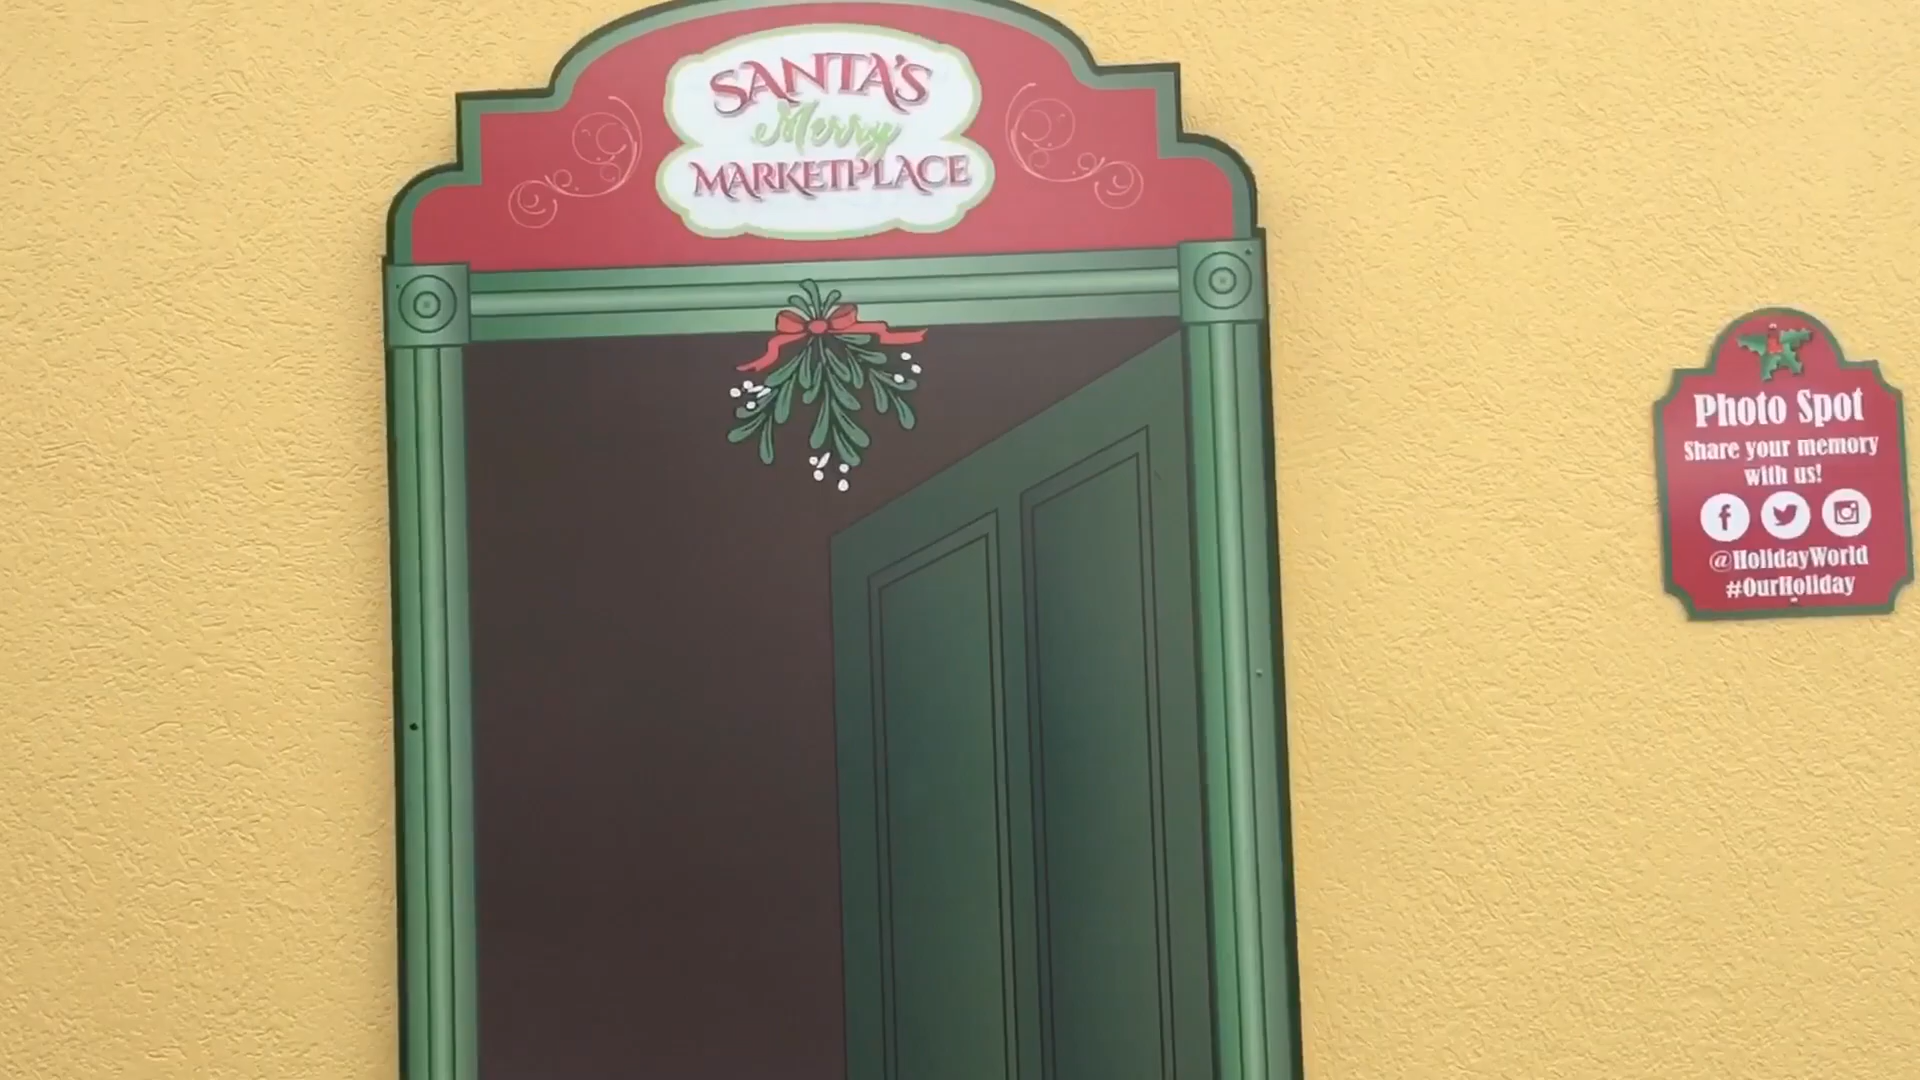 SANTA'S
Merry
MARKETPLACE
Photo Spot
Share your memory
with us!
@HolidayWorld
#OurHoliday